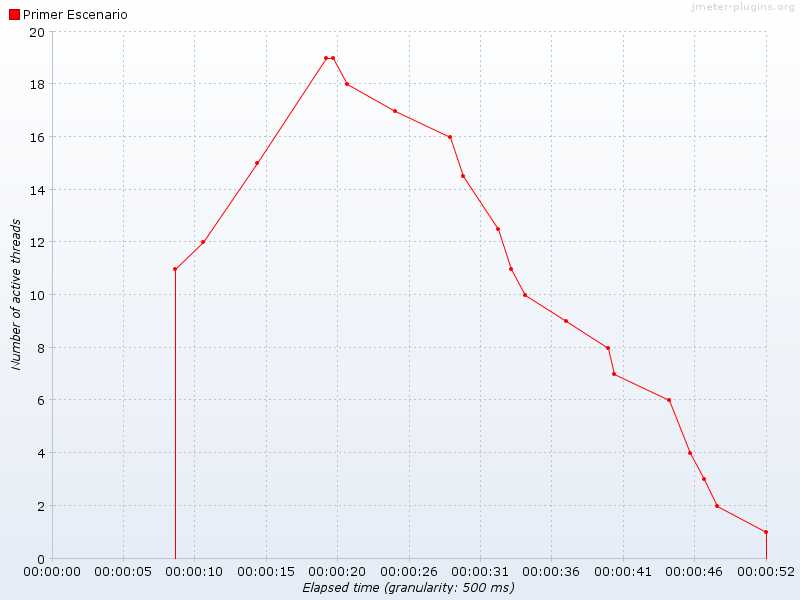 jmeter-plugins.org
Primer Escenario
20
18
16
14
12
10
8
6
4
2
0
Number of active threads
00:00:00 00:00:05 00:00:10 00:00:15 00:00:20 00:00:26 00:00:31 00:00:36 00:00:41 00:00:46 00:00:52
Elapsed time (granularity: 500 ms)